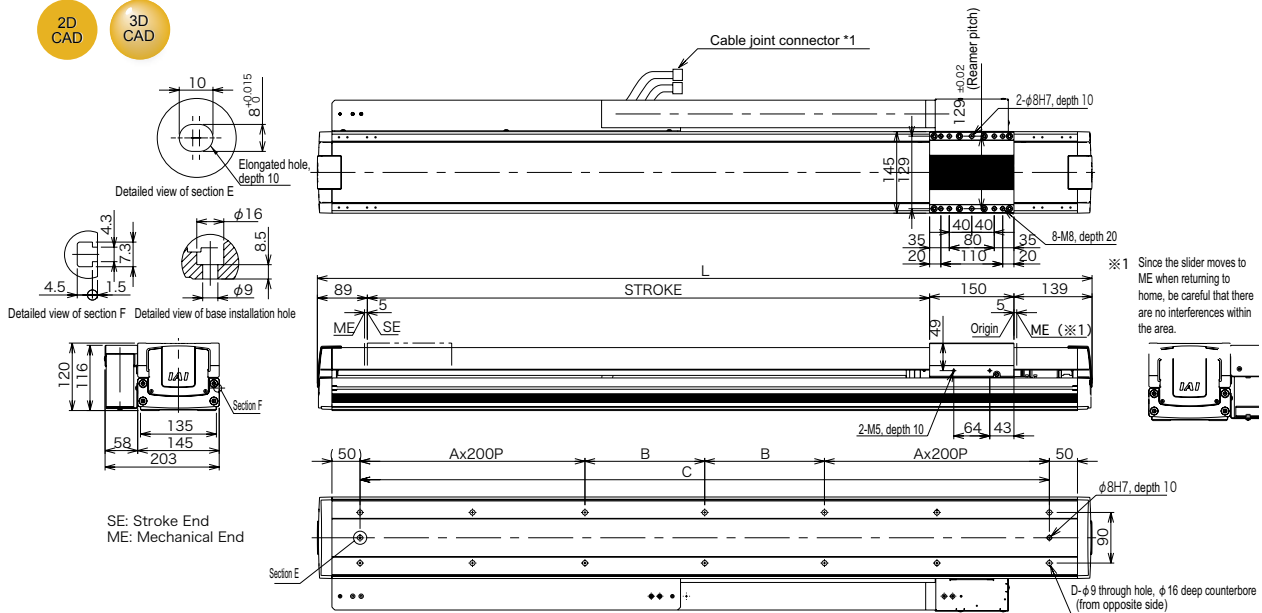 2D
CAD
3D
CAD
Cable joint connector *1
10
8 +0.015 0
Elongated hole,
depth 10
Detailed view of section E
129 ±0.02
(Reamer pitch)
2-φ8H7, depth 10
145
129
40 40
35 80 35
20 110 20
8-M8, depth 20
4.3
7.3
4.5 1.5
Detailed view of section F
φ16
8.5
φ9
Detailed view of base installation hole
※1 Since the slider moves to
ME when returning to
home, be careful that there
are no interferences within
the area.
L
89 STROKE 150 139
5
ME SE
49
Origin
5
ME (※1)
2-M5, depth 10
64 43
120
116
IAI
Section F
135
58 145
203
IAI
(50) Ax200P B B Ax200P 50
C
φ8H7, depth 10
90
Section E
D-φ9 through hole, φ16 deep counterbore
(from opposite side)
SE: Stroke End
ME: Mechanical End